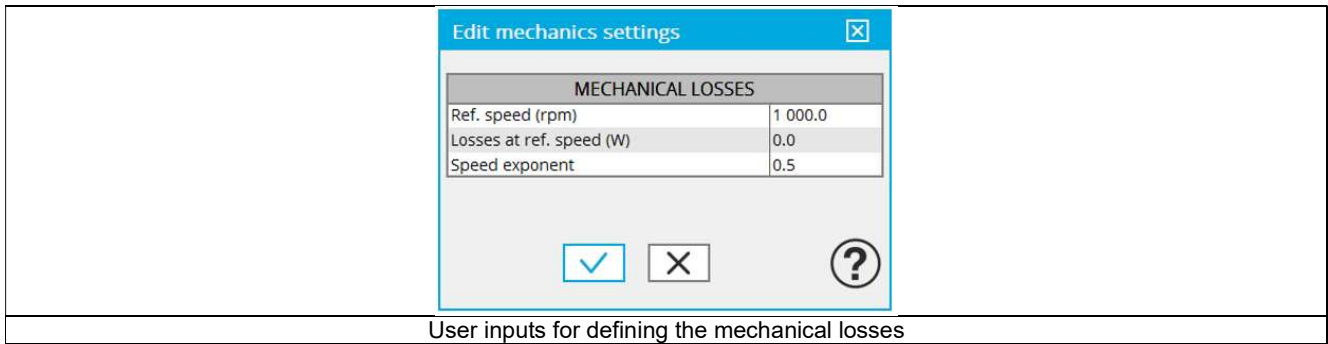 Edit mechanics settings
MECHANICAL LOSSES
Ref. speed (rpm) 1 000.0
Losses at ref. speed (W) 0.0
Speed exponent 0.5
?
User inputs for defining the mechanical losses